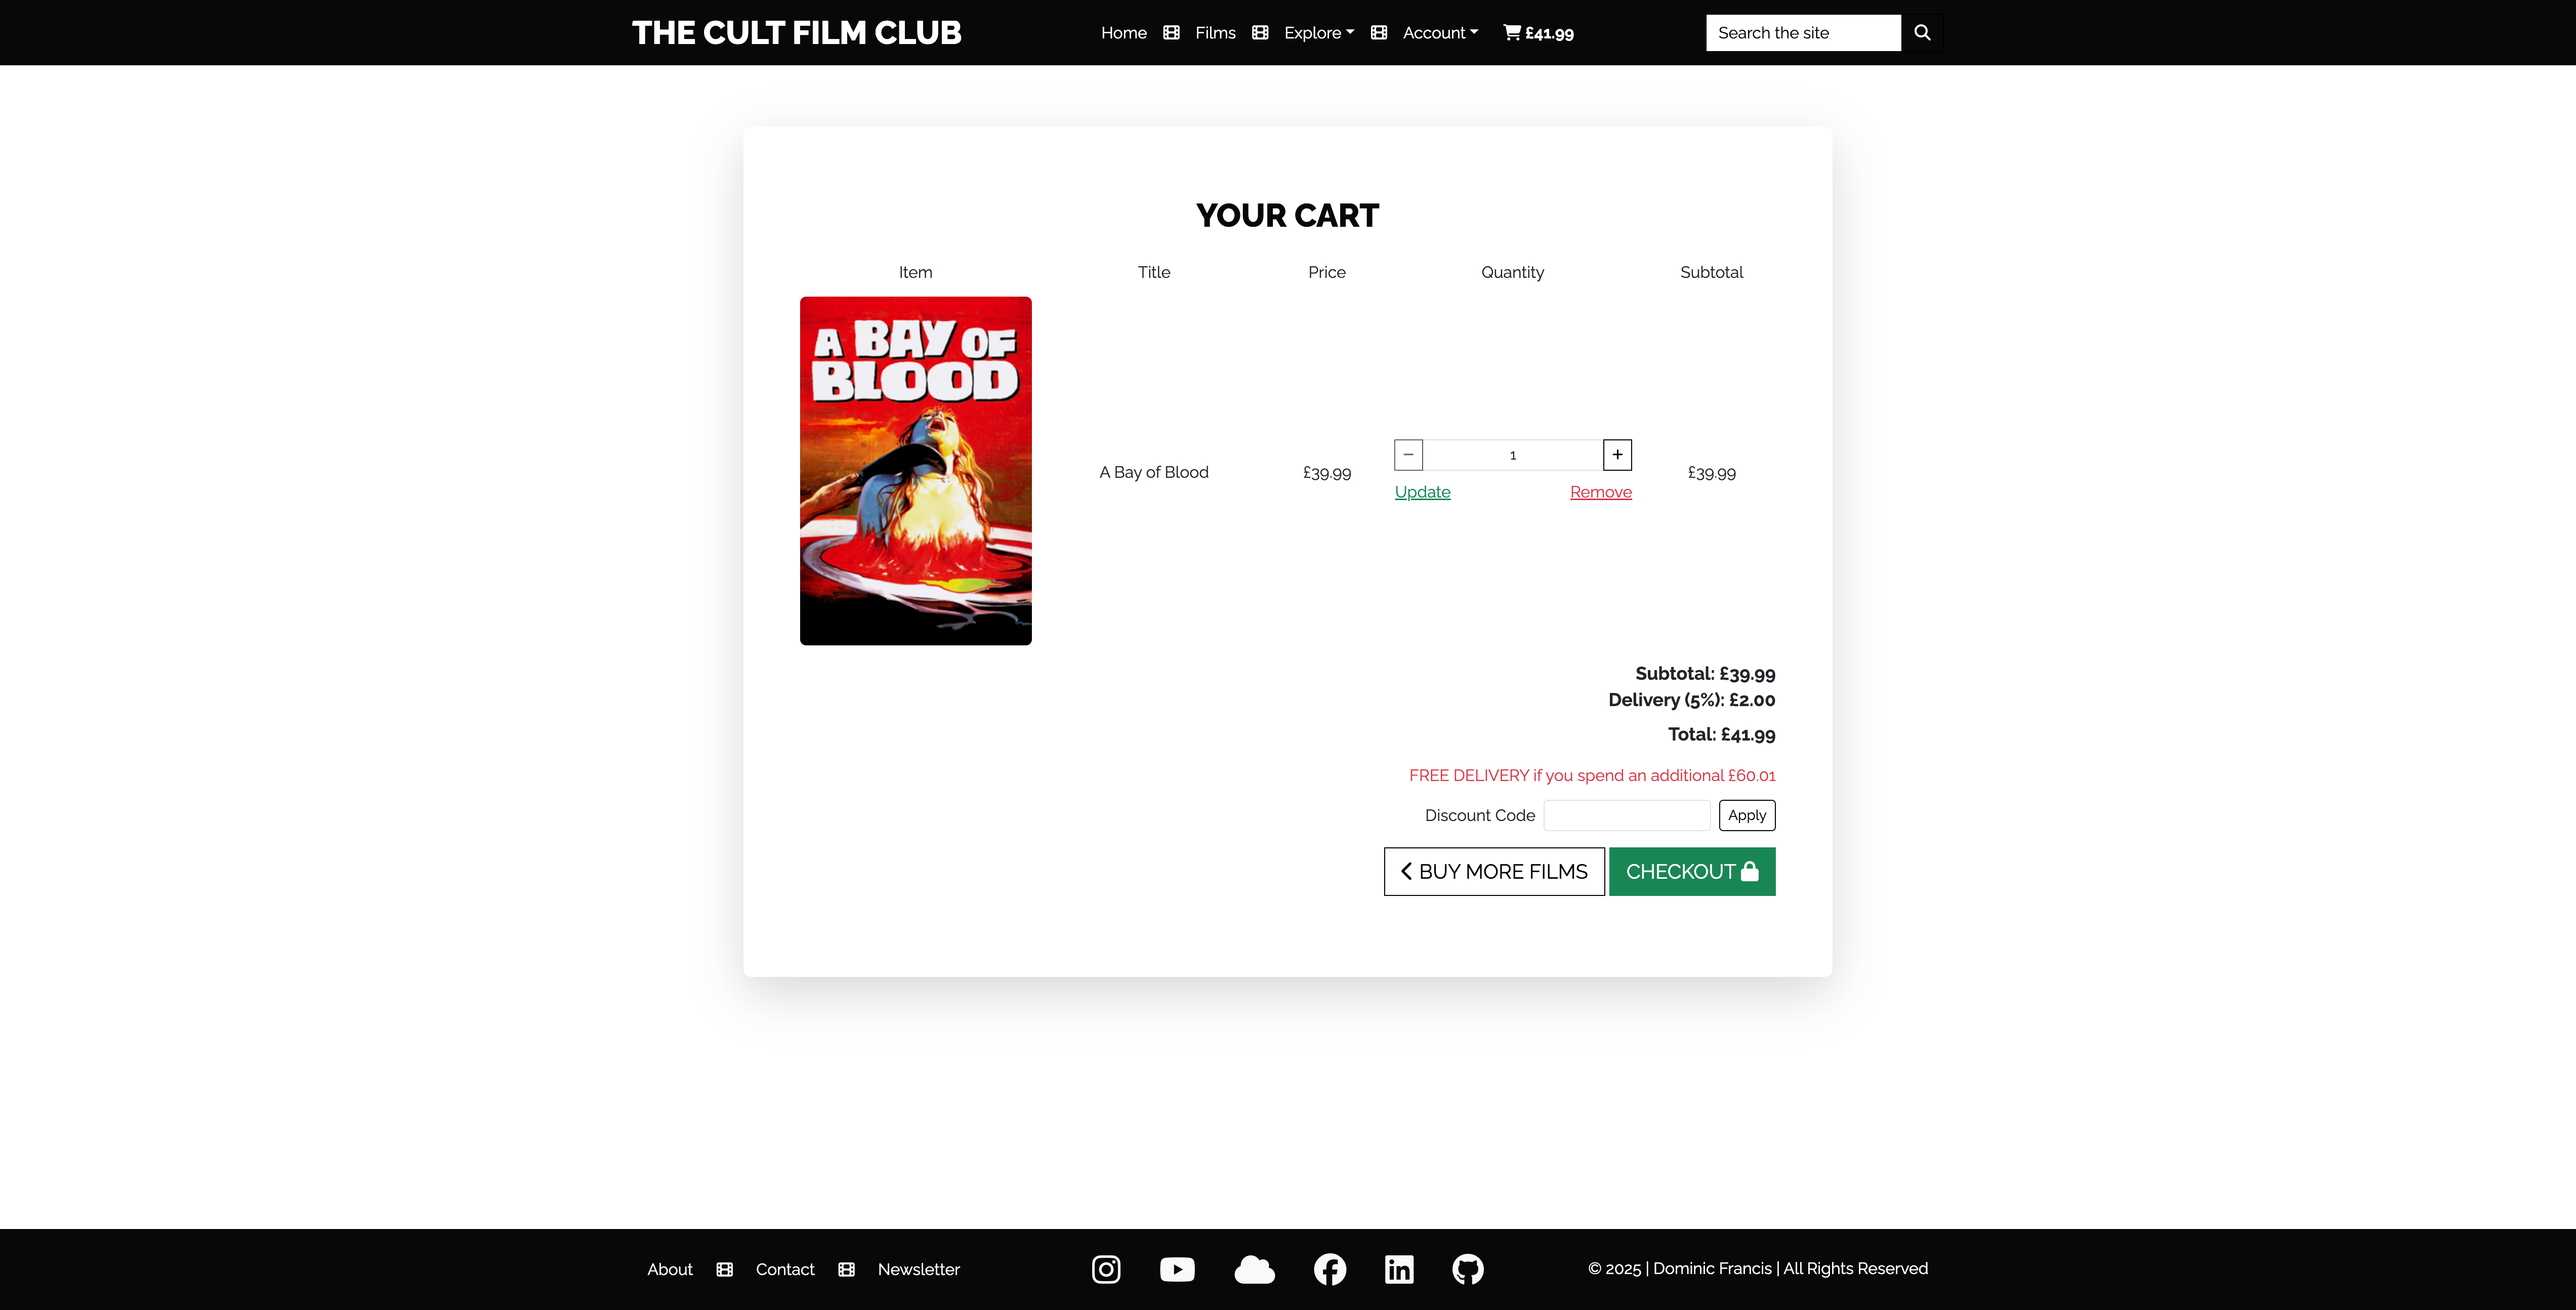 THE CULT FILM CLUB Home Films Explore Account £41.99 Search the site
YOUR CART
Item Title Price Quantity Subtotal
A BAY OF
BLOOD
A Bay of Blood £39.99 1 £39.99
Update Remove
Subtotal: £39.99
Delivery (5%): £2.00
Total: £41.99
FREE DELIVERY if you spend an additional £60.01
Discount Code Apply
BUY MORE FILMS CHECKOUT
About Contact Newsletter © 2025 | Dominic Francis | All Rights Reserved